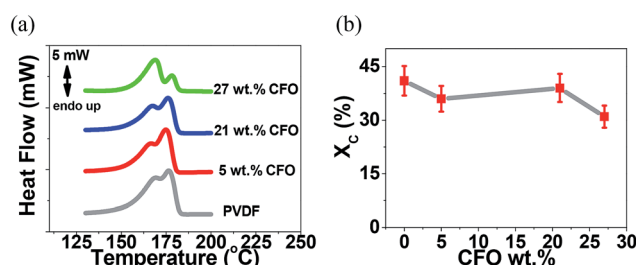 (a)
Heat Flow (mW)
5 mW
endo up
27 wt.% CFO
21 wt.% CFO
5 wt.% CFO
PVDF
125 150 175 200 225 250
Temperature (°C)
(b)
X_C (%)
60
45
30
15
0
0 5 10 15 20 25
CFO wt.%